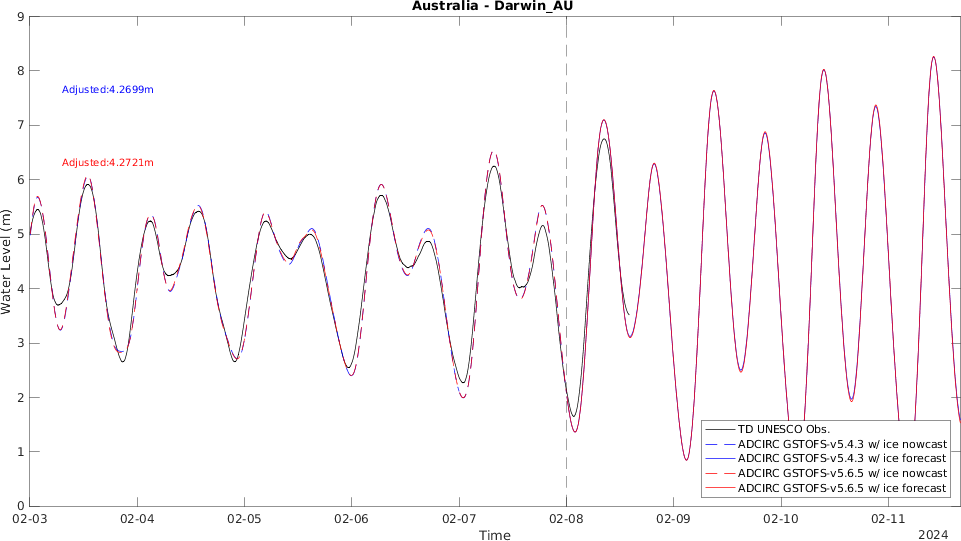 Australia - Darwin_AU
9
8
7
6
5
4
3
2
1
0
Water Level (m)
Adjusted:4.2699m
Adjusted:4.2721m
TD UNESCO Obs.
ADCIRC GSTOFS-v5.4.3 w/ ice nowcast
ADCIRC GSTOFS-v5.4.3 w/ ice forecast
ADCIRC GSTOFS-v5.6.5 w/ ice nowcast
ADCIRC GSTOFS-v5.6.5 w/ ice forecast
02-03 02-04 02-05 02-06 02-07 02-08 02-09 02-10 02-11
Time
2024